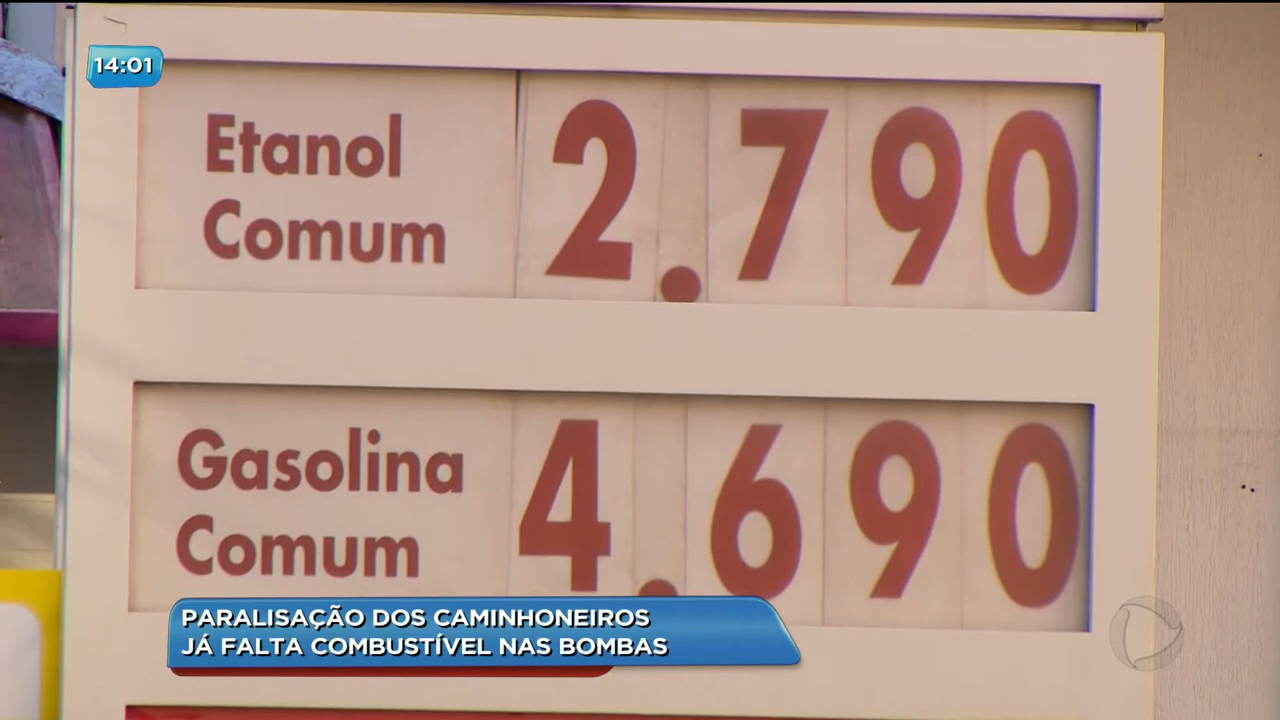 14:01
Etanol
Comum
2.790
Gasolina
Comum
4.690
PARALISAÇÃO DOS CAMINHONEIROS
JÁ FALTA COMBUSTÍVEL NAS BOMBAS